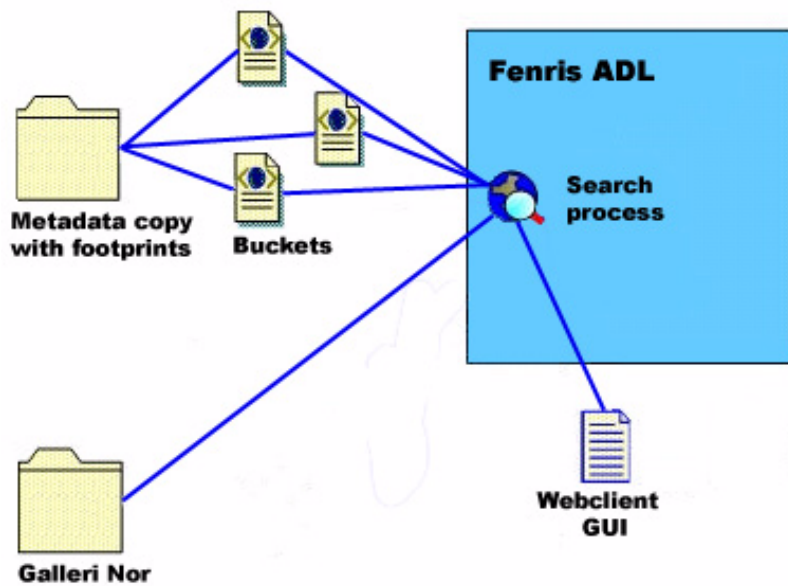 Fenris ADL
Search
process
Metadata copy
with footprints
Buckets
Webclient
GUI
Galleri Nor